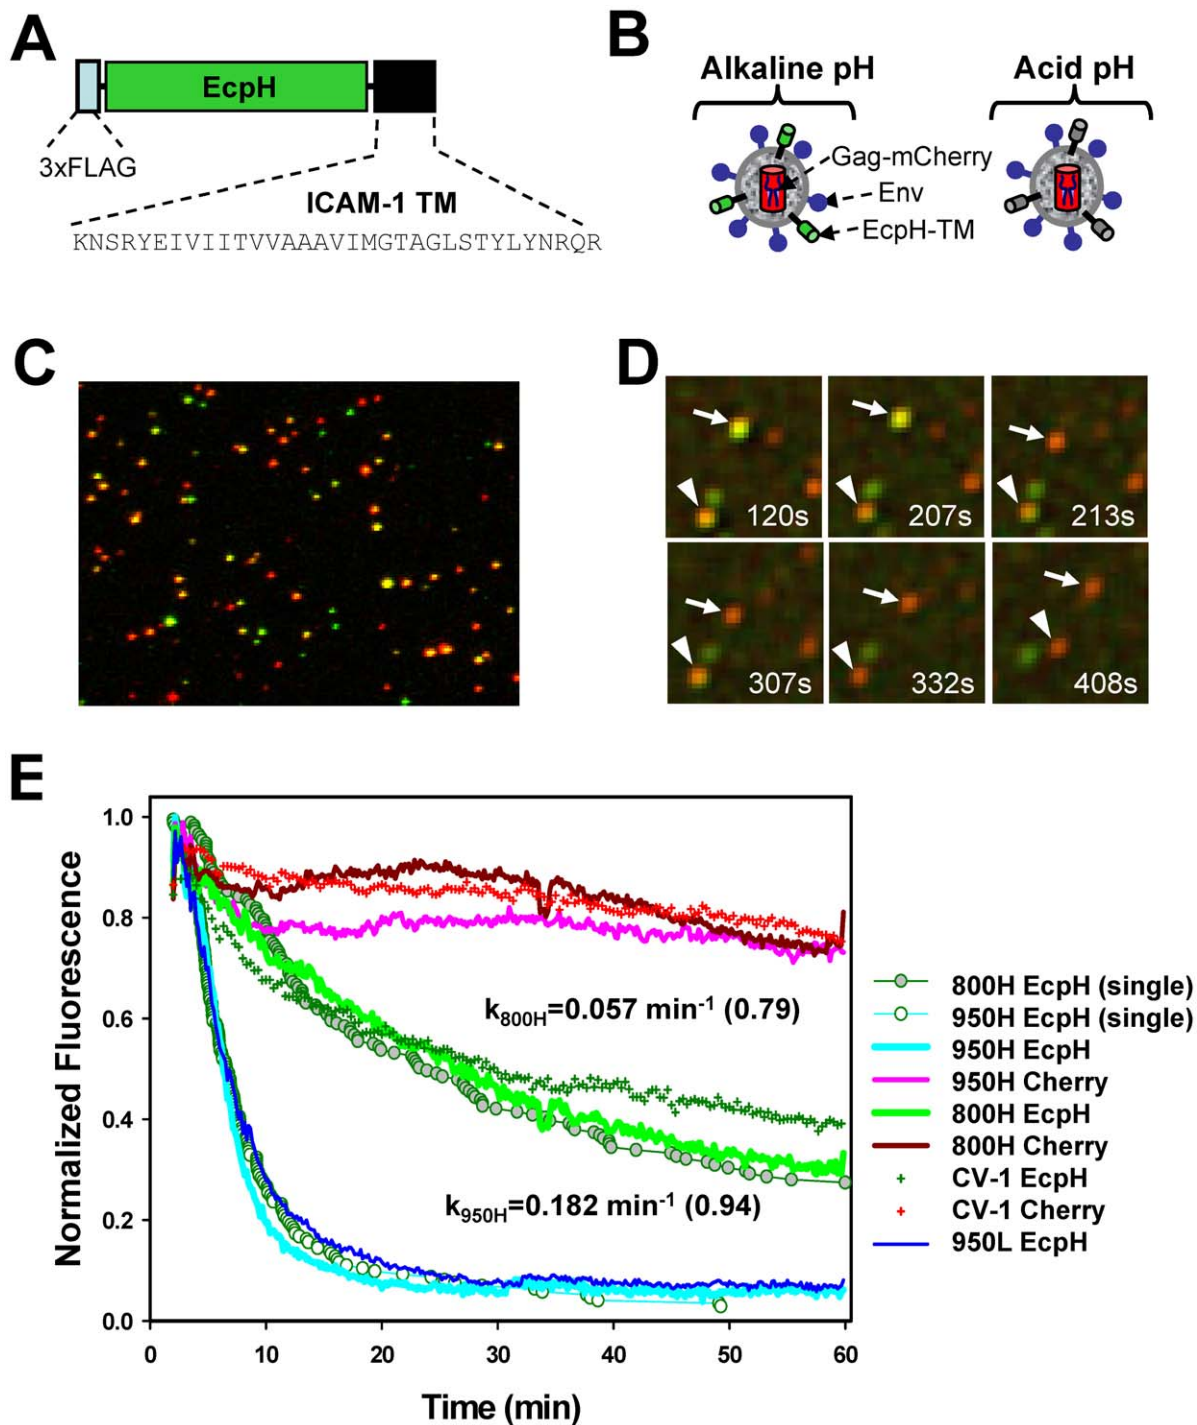 A
EcpH
3xFLAG
ICAM-1 TM
KNSRYEIVIITVVAAAVIMGTAGLSTYLYNRQR
B
Alkaline pH
Acid pH
Gag-mCherry
Env
EcpH-TM
C
D
120s
207s
213s
307s
332s
408s
E
Normalized Fluorescence
1.0
0.8
0.6
0.4
0.2
0.0
k800H=0.057 min-1 (0.79)
k950H=0.182 min-1 (0.94)
0 10 20 30 40 50 60
Time (min)
800H EcpH (single)
950H EcpH (single)
950H EcpH
950H Cherry
800H EcpH
800H Cherry
CV-1 EcpH
CV-1 Cherry
950L EcpH